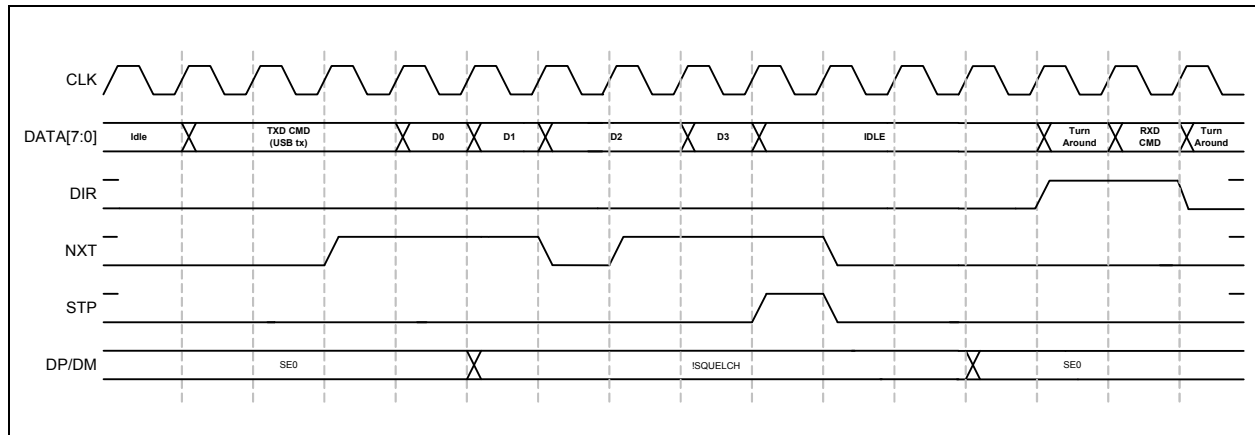 CLK
DATA[7:0]
Idle
TXD CMD
(USB tx)
D0
D1
D2
D3
IDLE
Turn
Around
RXD
CMD
Turn
Around
DIR
NXT
STP
DP/DM
SE0
!SQUELCH
SE0